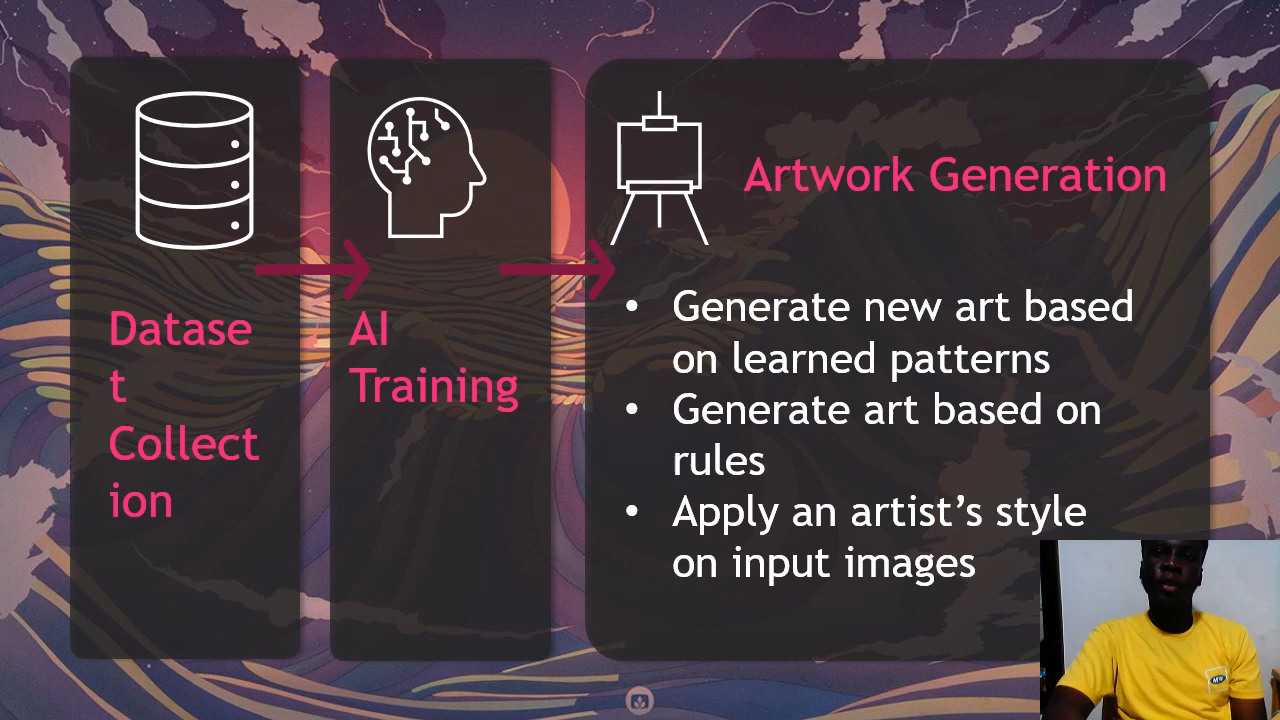 Datase
t
Collect
ion
AI
Training
Artwork Generation
• Generate new art based
on learned patterns
• Generate art based on
rules
• Apply an artist’s style
on input images